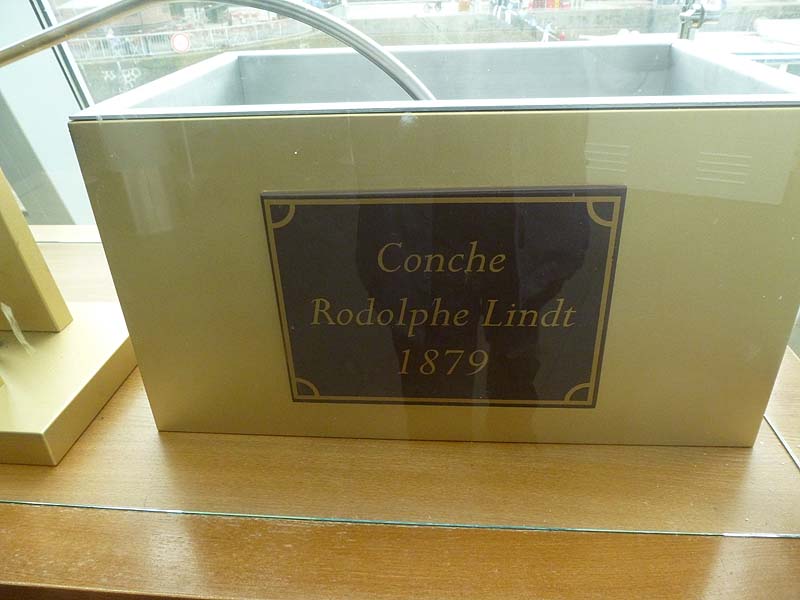 Conche
Rodolphe Lindt
1879